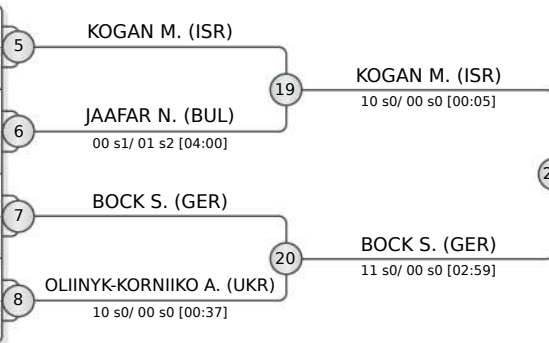 5
KOGAN M. (ISR)
19
KOGAN M. (ISR)
10 s0/ 00 s0 [00:05]
6
JAAFAR N. (BUL)
00 s1/ 01 s2 [04:00]
7
BOCK S. (GER)
20
BOCK S. (GER)
11 s0/ 00 s0 [02:59]
8
OLIINYK-KORNIIKO A. (UKR)
10 s0/ 00 s0 [00:37]